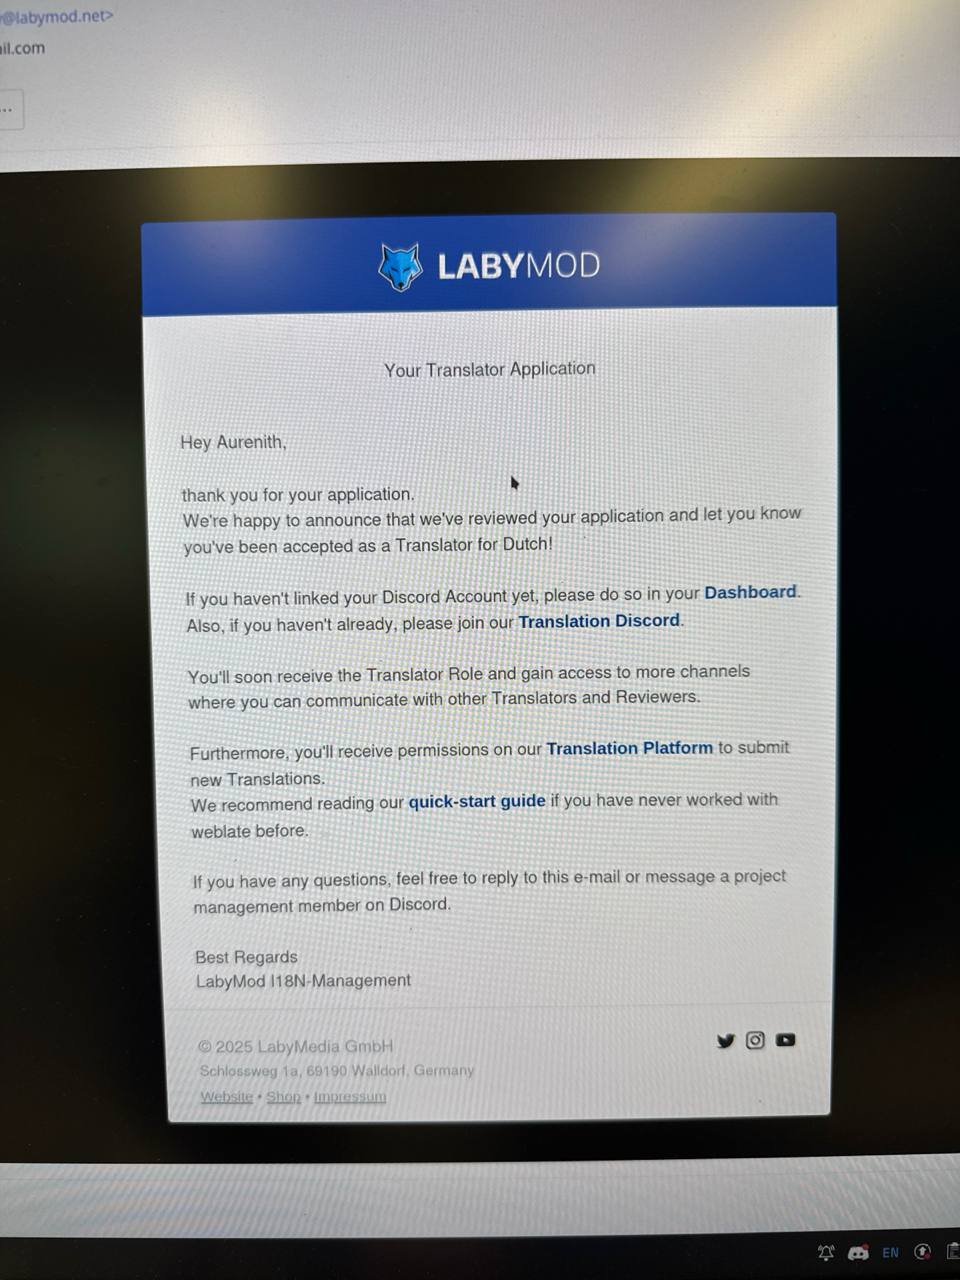 @labymod.net>
il.com
...
LABYMOD
Your Translator Application
Hey Aurenith,
thank you for your application.
We're happy to announce that we've reviewed your application and let you know
you've been accepted as a Translator for Dutch!
If you haven't linked your Discord Account yet, please do so in your Dashboard.
Also, if you haven't already, please join our Translation Discord.
You'll soon receive the Translator Role and gain access to more channels
where you can communicate with other Translators and Reviewers.
Furthermore, you'll receive permissions on our Translation Platform to submit
new Translations.
We recommend reading our quick-start guide if you have never worked with
weblate before.
If you have any questions, feel free to reply to this e-mail or message a project
management member on Discord.
Best Regards
LabyMod I18N-Management
© 2025 LabyMedia GmbH
Schlossweg 1a, 69190 Walldorf, Germany
Website • Shop • Impressum
EN